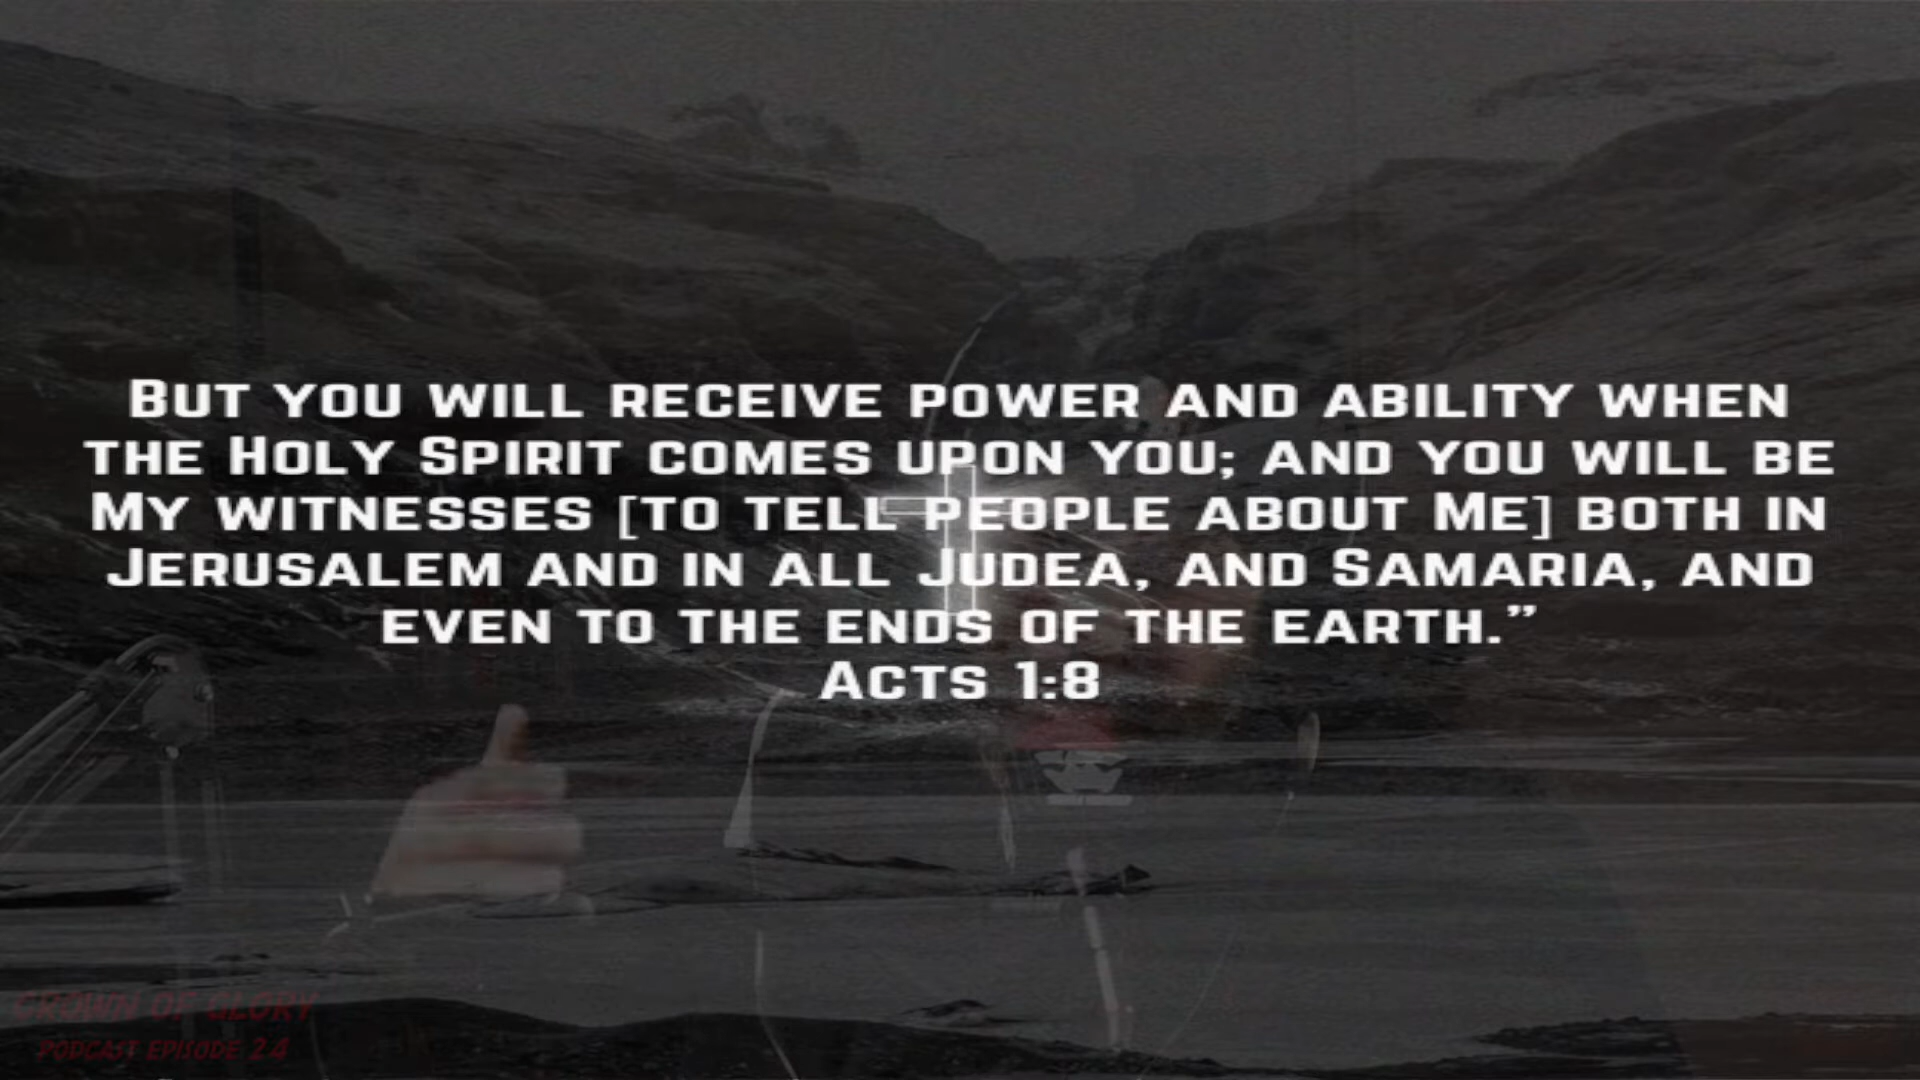 But you will receive power and ability when
the Holy Spirit comes upon you; and you will be
My witnesses [to tell people about Me] both in
Jerusalem and in all Judea, and Samaria, and
even to the ends of the earth.”
Acts 1:8
CROWN OF GLORY
PODCAST EPISODE 24